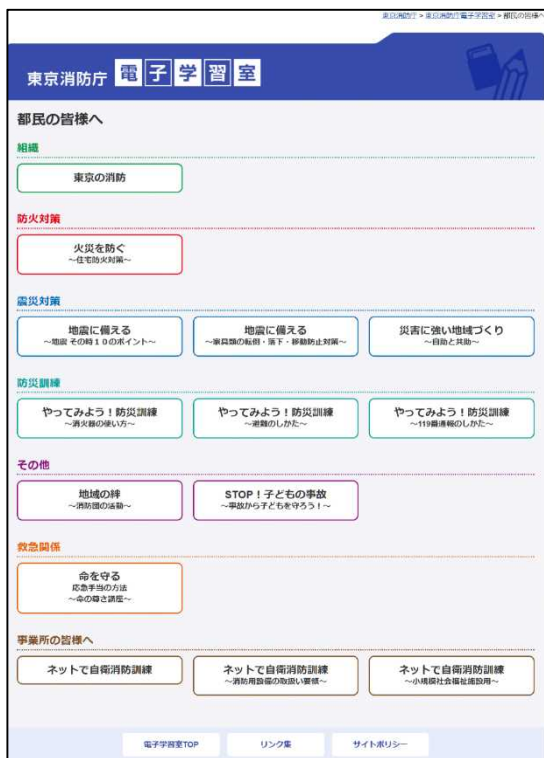 東京消防庁 > 東京消防庁電子学習室 > 都民の皆様へ
東京消防庁 電子学習室
都民の皆様へ
組織
東京の消防
防火対策
火災を防ぐ
～住宅防火対策～
震災対策
地震に備える
～地震 その時１０のポイント～
地震に備える
～家具類の転倒・落下・移動防止対策～
災害に強い地域づくり
～自助と共助～
防災訓練
やってみよう！防災訓練
～消火器の使い方～
やってみよう！防災訓練
～避難のしかた～
やってみよう！防災訓練
～119番通報のしかた～
その他
地域の絆
～消防団の活動～
STOP！子どもの事故
～事故から子どもを守ろう！～
救急関係
命を守る
応急手当の方法
～命の尊さ講座～
事業所の皆様へ
ネットで自衛消防訓練
ネットで自衛消防訓練
～消防用設備の取扱い要領～
ネットで自衛消防訓練
～小規模社会福祉施設用～
電子学習室TOP
リンク集
サイトポリシー